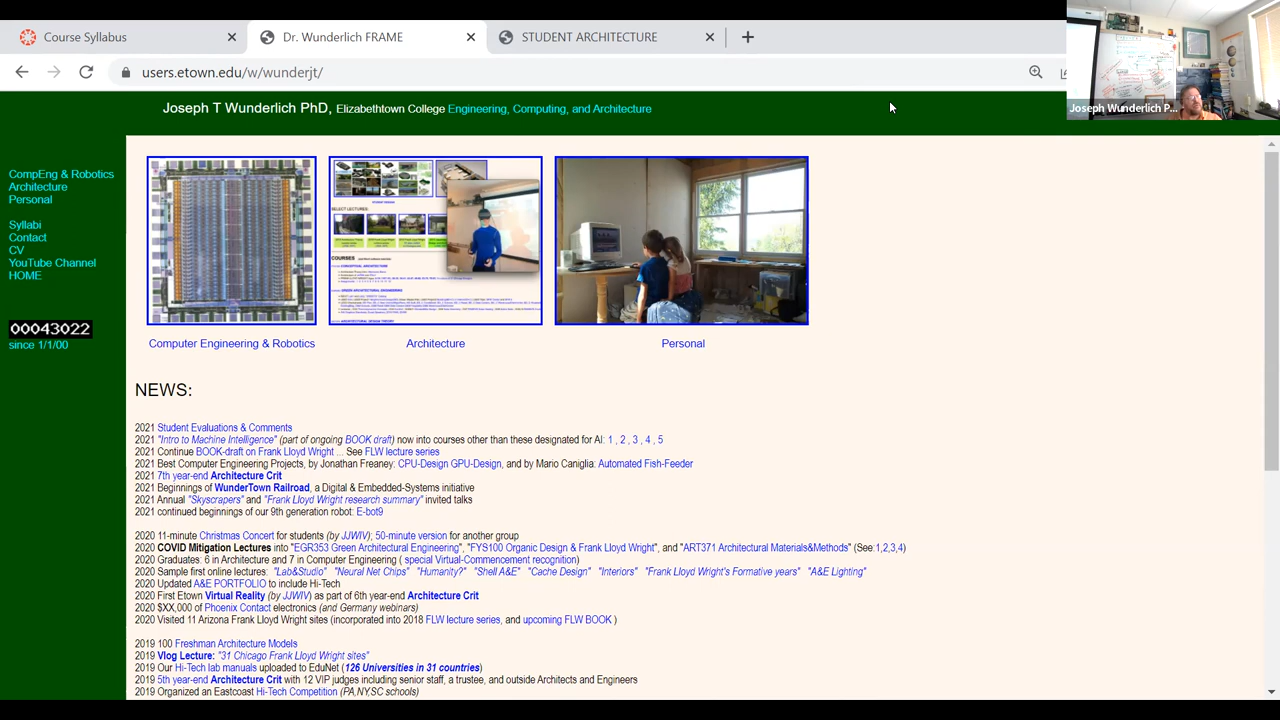 Course Syllabus
Dr. Wunderlich FRAME
STUDENT ARCHITECTURE
users.etown.edu/w/wunderjt/
Joseph Wunderlich P...
Joseph T Wunderlich PhD, Elizabethtown College Engineering, Computing, and Architecture
CompEng & Robotics
Architecture
Personal
Syllabi
Contact
CV
YouTube Channel
HOME
00043022
since 1/1/00
SELECT LECTURES:
COURSES
Computer Engineering & Robotics
Architecture
Personal
NEWS:
2021 Student Evaluations & Comments
2021 "Intro to Machine Intelligence" (part of ongoing BOOK draft) now into courses other than these designated for AI: 1 , 2 , 3 , 4 , 5
2021 Continue BOOK-draft on Frank Lloyd Wright ... See FLW lecture series
2021 Best Computer Engineering Projects, by Jonathan Freaney: CPU-Design GPU-Design, and by Mario Caniglia: Automated Fish-Feeder
2021 7th year-end Architecture Crit
2021 Beginnings of WunderTown Railroad, a Digital & Embedded-Systems initiative
2021 Annual "Skyscrapers" and "Frank Lloyd Wright research summary" invited talks
2021 continued beginnings of our 9th generation robot: E-bot9
2020 11-minute Christmas Concert for students (by JJWIV); 50-minute version for another group
2020 COVID Mitigation Lectures into "EGR353 Green Architectural Engineering", "FYS100 Organic Design & Frank Lloyd Wright", and "ART371 Architectural Materials&Methods" (See:1,2,3,4)
2020 Graduates: 6 in Architecture and 7 in Computer Engineering ( special Virtual-Commencement recognition)
2020 Sample first online lectures: "Lab&Studio" "Neural Net Chips" "Humanity?" "Shell A&E" "Cache Design" "Interiors" "Frank Lloyd Wright's Formative years" "A&E Lighting"
2020 Updated A&E PORTFOLIO to include Hi-Tech
2020 First Etown Virtual Reality (by JJWIV) as part of 6th year-end Architecture Crit
2020 $XX,000 of Phoenix Contact electronics (and Germany webinars)
2020 Visited 11 Arizona Frank Lloyd Wright sites (incorporated into 2018 FLW lecture series, and upcoming FLW BOOK )
2019 100 Freshman Architecture Models
2019 Vlog Lecture: "31 Chicago Frank Lloyd Wright sites"
2019 Our Hi-Tech lab manuals uploaded to EduNet (126 Universities in 31 countries)
2019 5th year-end Architecture Crit with 12 VIP judges including senior staff, a trustee, and outside Architects and Engineers
2019 Organized an Eastcoast Hi-Tech Competition (PA,NY,SC schools)